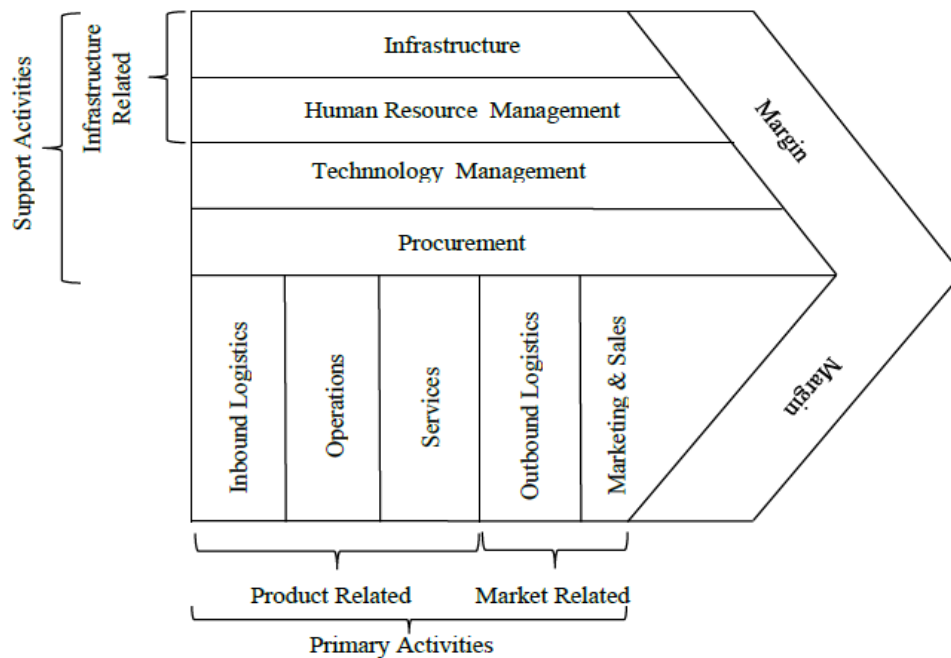 Support Activities
Infrastructure
Related
Infrastructure
Human Resource Management
Technnology Management
Procurement
Margin
Margin
Inbound Logistics
Operations
Services
Outbound Logistics
Marketing & Sales
Product Related
Market Related
Primary Activities